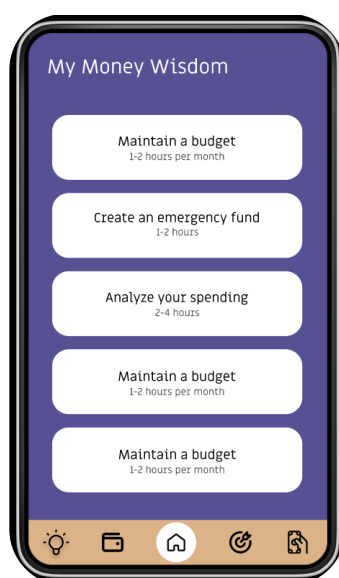 My Money Wisdom
Maintain a budget
1-2 hours per month
Create an emergency fund
1-2 hours
Analyze your spending
2-4 hours
Maintain a budget
1-2 hours per month
Maintain a budget
1-2 hours per month